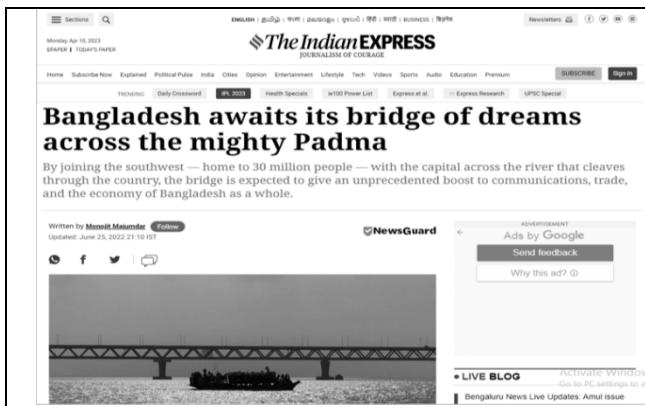 Sections
ENGLISH | தமிழ் | বাংলা | മലയാളം | ગુજરાતી | हिंदी | मराठी | BUSINESS | बिज़नेस
Newsletters
Monday, Apr 10, 2023
EPAPER | TODAY'S PAPER
The Indian EXPRESS
JOURNALISM OF COURAGE
Home Subscribe Now Explained Political Pulse India Cities Opinion Entertainment Lifestyle Tech Videos Sports Audio Education Premium
SUBSCRIBE Sign In
TRENDING Daily Crossword IPL 2023 Health Specials ie100 Power List Express et al. Express Research UPSC Special
Bangladesh awaits its bridge of dreams
across the mighty Padma
By joining the southwest — home to 30 million people — with the capital across the river that cleaves
through the country, the bridge is expected to give an unprecedented boost to communications, trade,
and the economy of Bangladesh as a whole.
Written by Monojit Majumdar Follow
Updated: June 25, 2022 21:10 IST
NewsGuard
ADVERTISEMENT
Ads by Google
Send feedback
Why this ad?
LIVE BLOG
Activate Window
Go to PC settings to a
Bengaluru News Live Updates: Amul issue